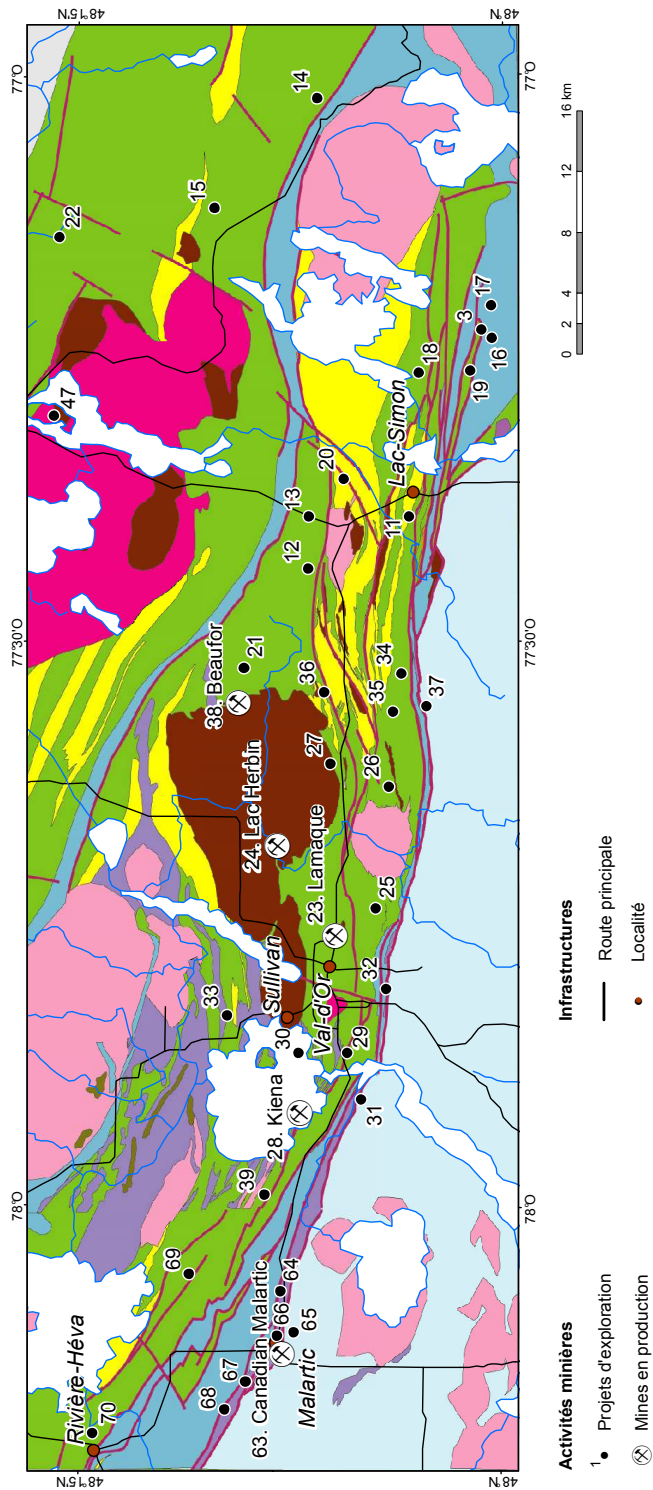 78°O
77°30'O
77°O
48°15'N
48°15'N
Rivière-Héva
70
69
68
67
63. Canadian Malartic
66
64
65
Malartic
39
28. Kiena
30
Sullivan
33
Val-d'Or
29
31
32
23. Lamaque
24. Lac Herbin
25
26
27
36
38. Beaufor
21
35
34
37
12
13
20
11
Lac-Simon
18
19
16
3
17
47
22
15
14
48°N
48°N
78°O
77°30'O
77°O
Activités minières
1 Projets d'exploration
Mines en production
Infrastructures
Route principale
Localité
0 2 4 8 12 16 km